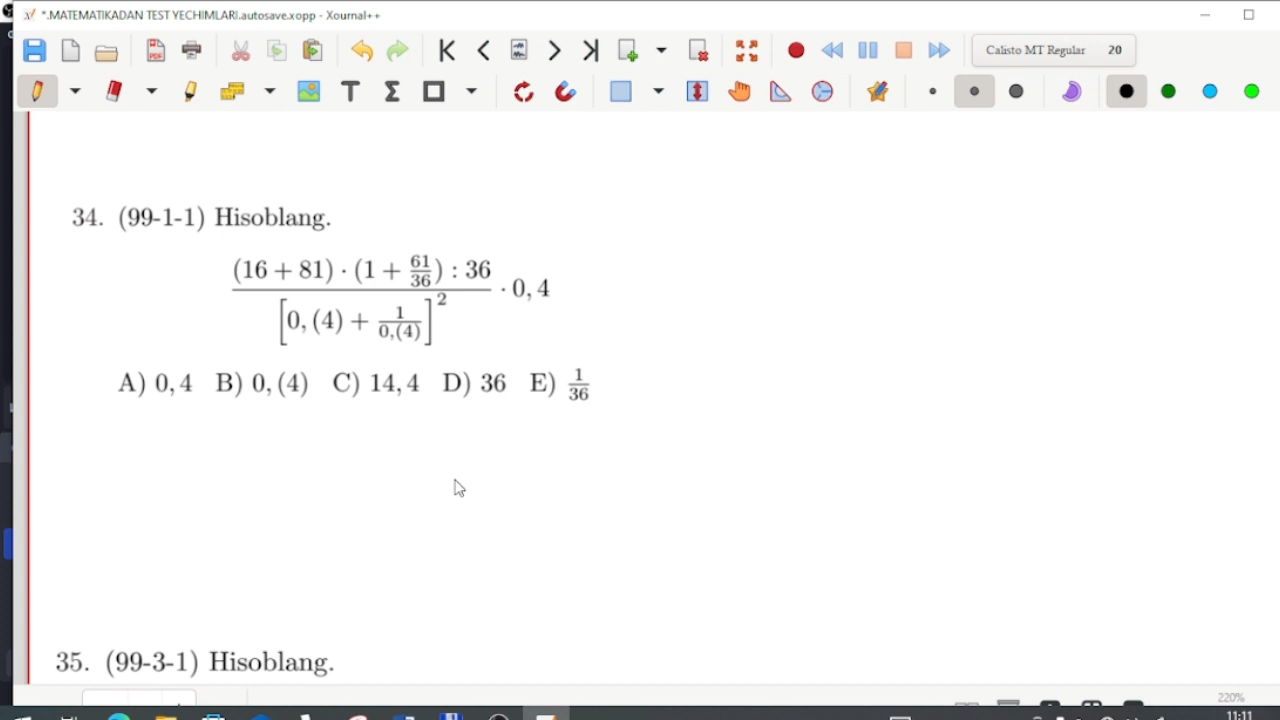 *.MATEMATIKADAN TEST YECHIMLARI.autosave.xopp - Xournal++
Calisto MT Regular 20
34. (99-1-1) Hisoblang.
(16 + 81) · (1 + 61/36) : 36
[0, (4) + 1/0,(4)]² · 0, 4
A) 0, 4 B) 0, (4) C) 14, 4 D) 36 E) 1/36
35. (99-3-1) Hisoblang.
220%
11:11